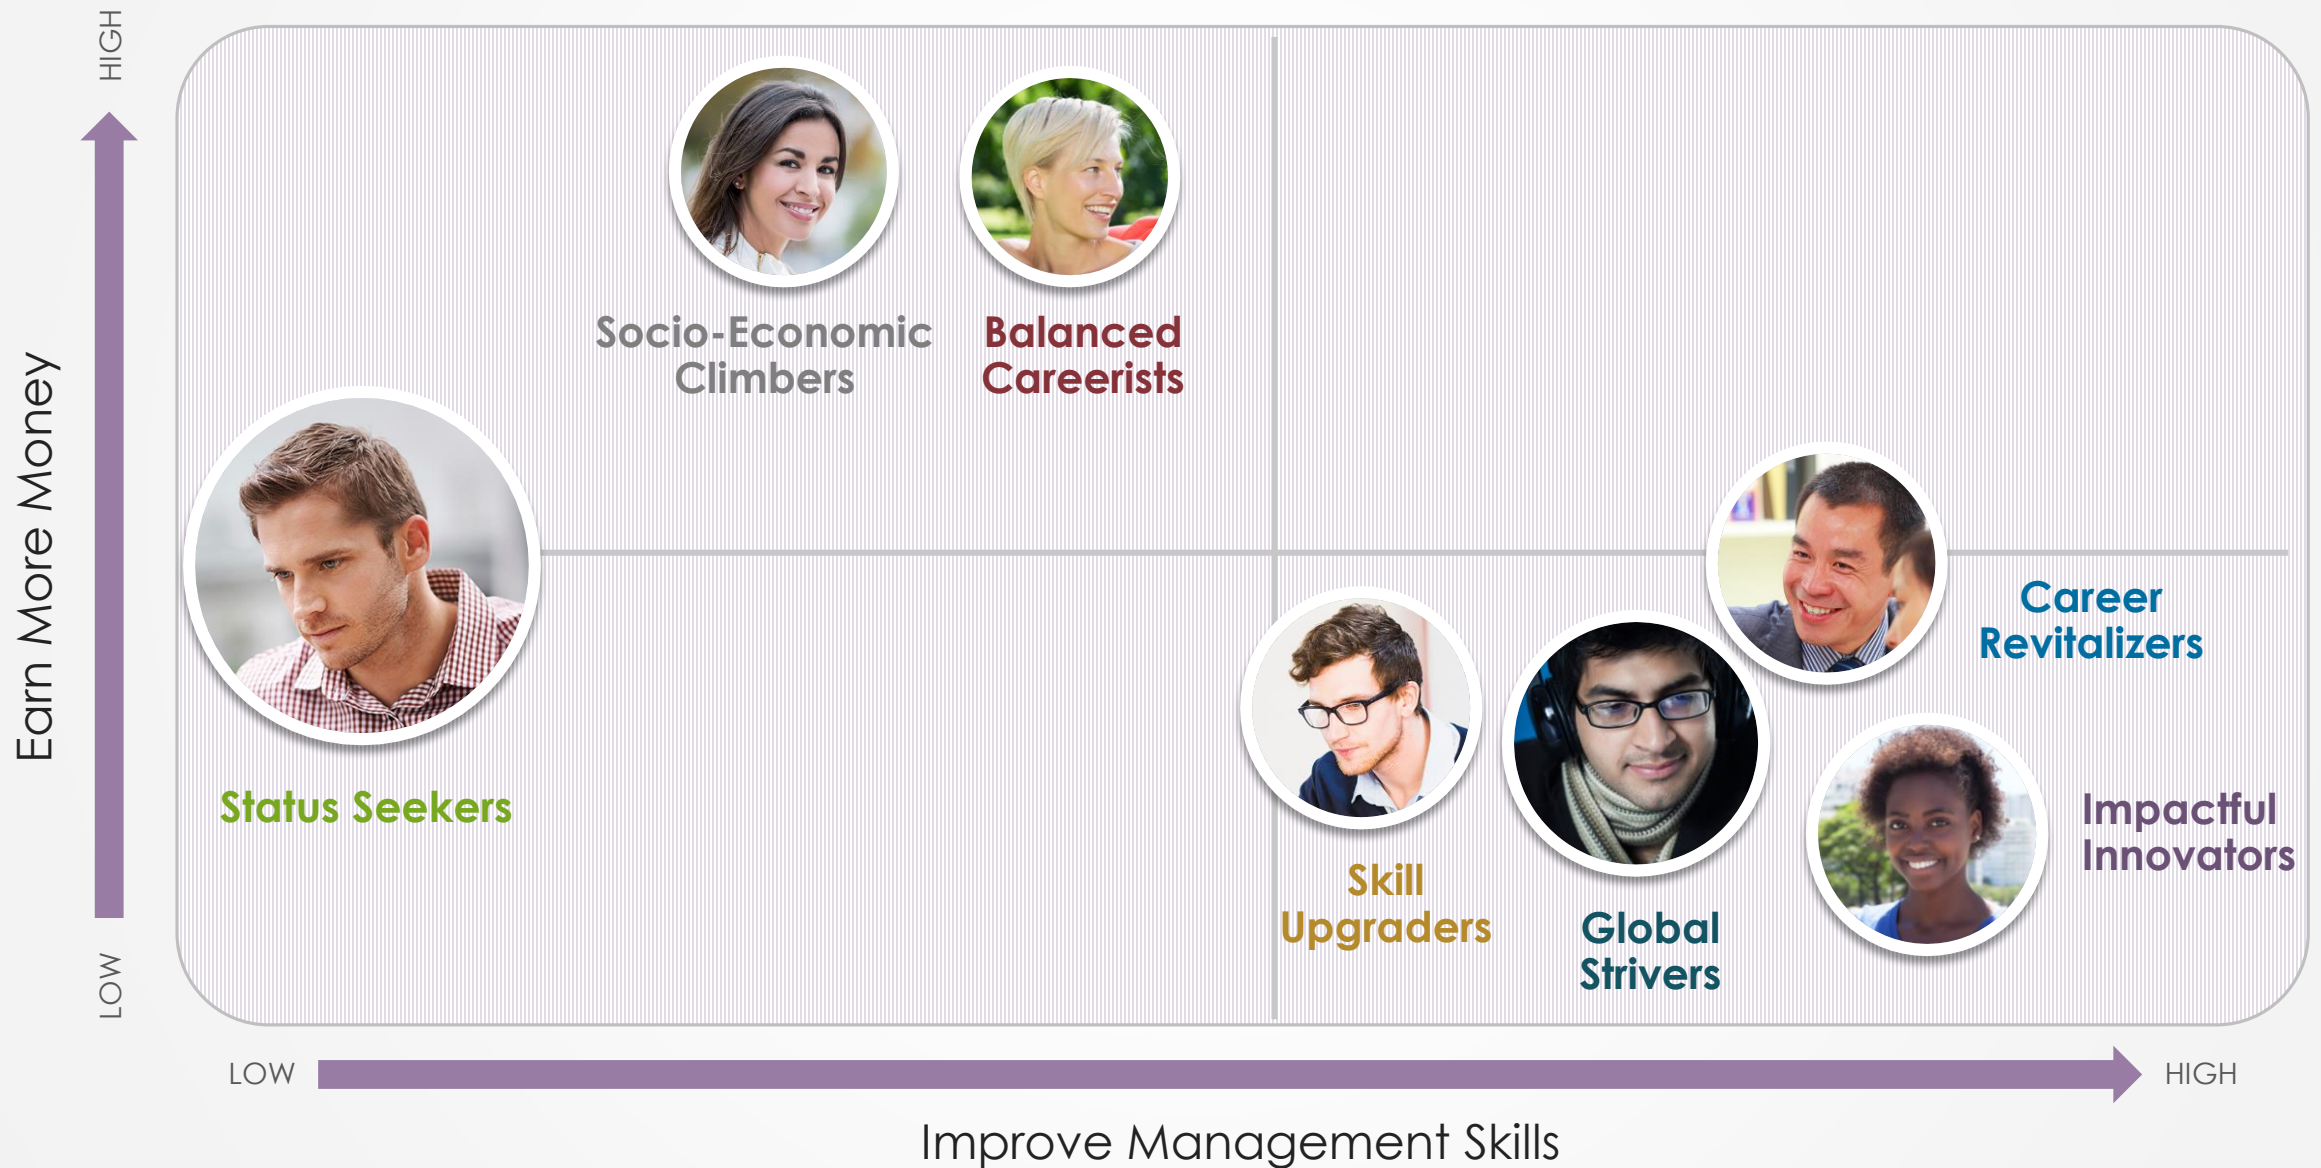 HIGH
Earn More Money
LOW
Socio-Economic
Climbers
Balanced
Careerists
Status Seekers
Career
Revitalizers
Skill
Upgraders
Global
Strivers
Impactful
Innovators
LOW
HIGH
Improve Management Skills